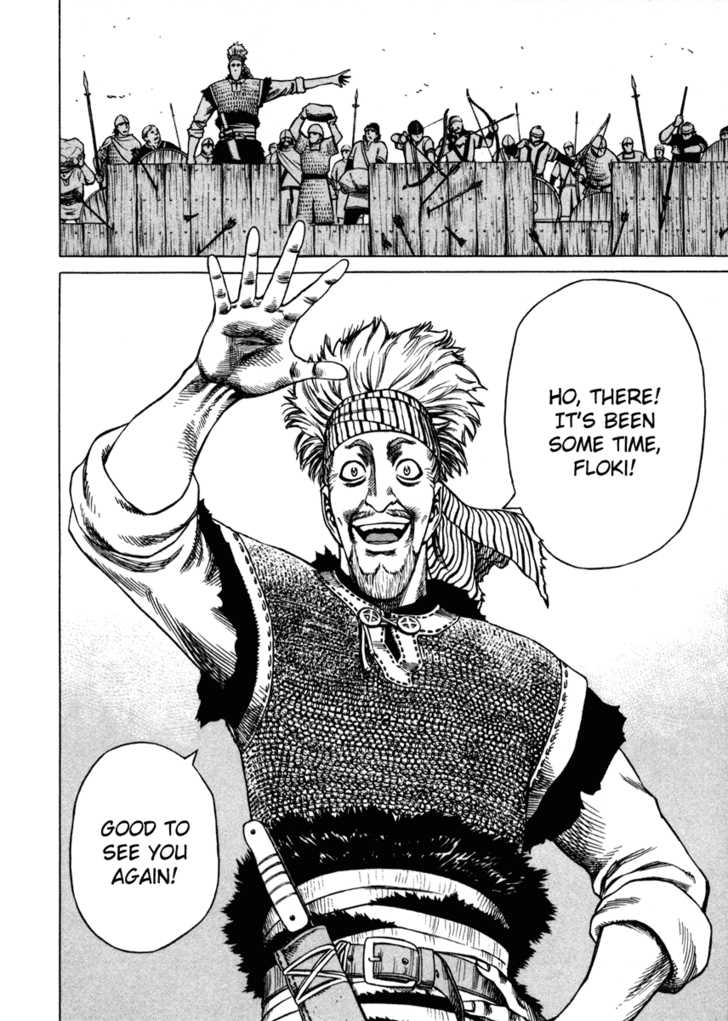 HO, THERE!
IT'S BEEN
SOME TIME,
FLOKI!
GOOD TO
SEE YOU
AGAIN!